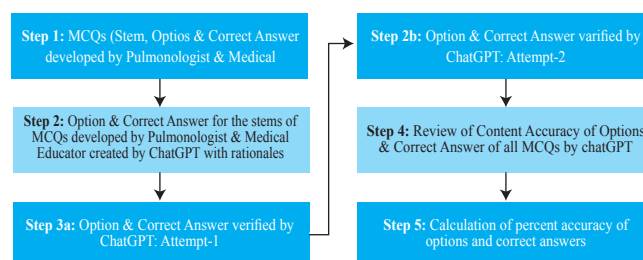 Step 1: MCQs (Stem, Optios & Correct Answer
developed by Pulmonologist & Medical
Step 2: Option & Correct Answer for the stems of
MCQs developed by Pulmonologist & Medical
Educator created by ChatGPT with rationales
Step 3a: Option & Correct Answer verified by
ChatGPT: Attempt-1
Step 2b: Option & Correct Answer varified by
ChatGPT: Attempt-2
Step 4: Review of Content Accuracy of Options
& Correct Answer of all MCQs by chatGPT
Step 5: Calculation of percent accuracy of
options and correct answers